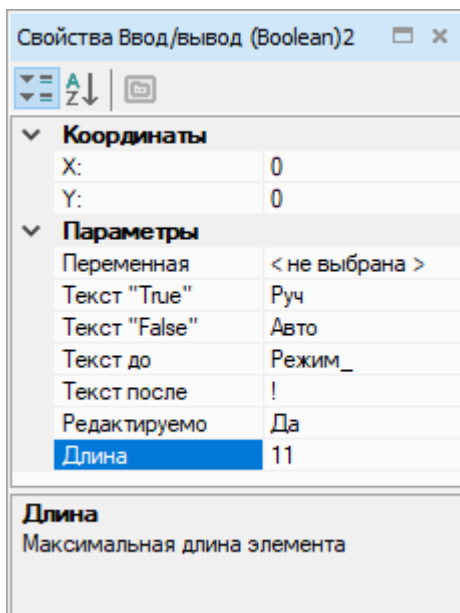 Свойства Ввод/вывод (Boolean)2
A
Z
Координаты
X: 0
Y: 0
Параметры
Переменная < не выбрана >
Текст "True" Руч
Текст "False" Авто
Текст до Режим_
Текст после !
Редактируемо Да
Длина 11
Длина
Максимальная длина элемента